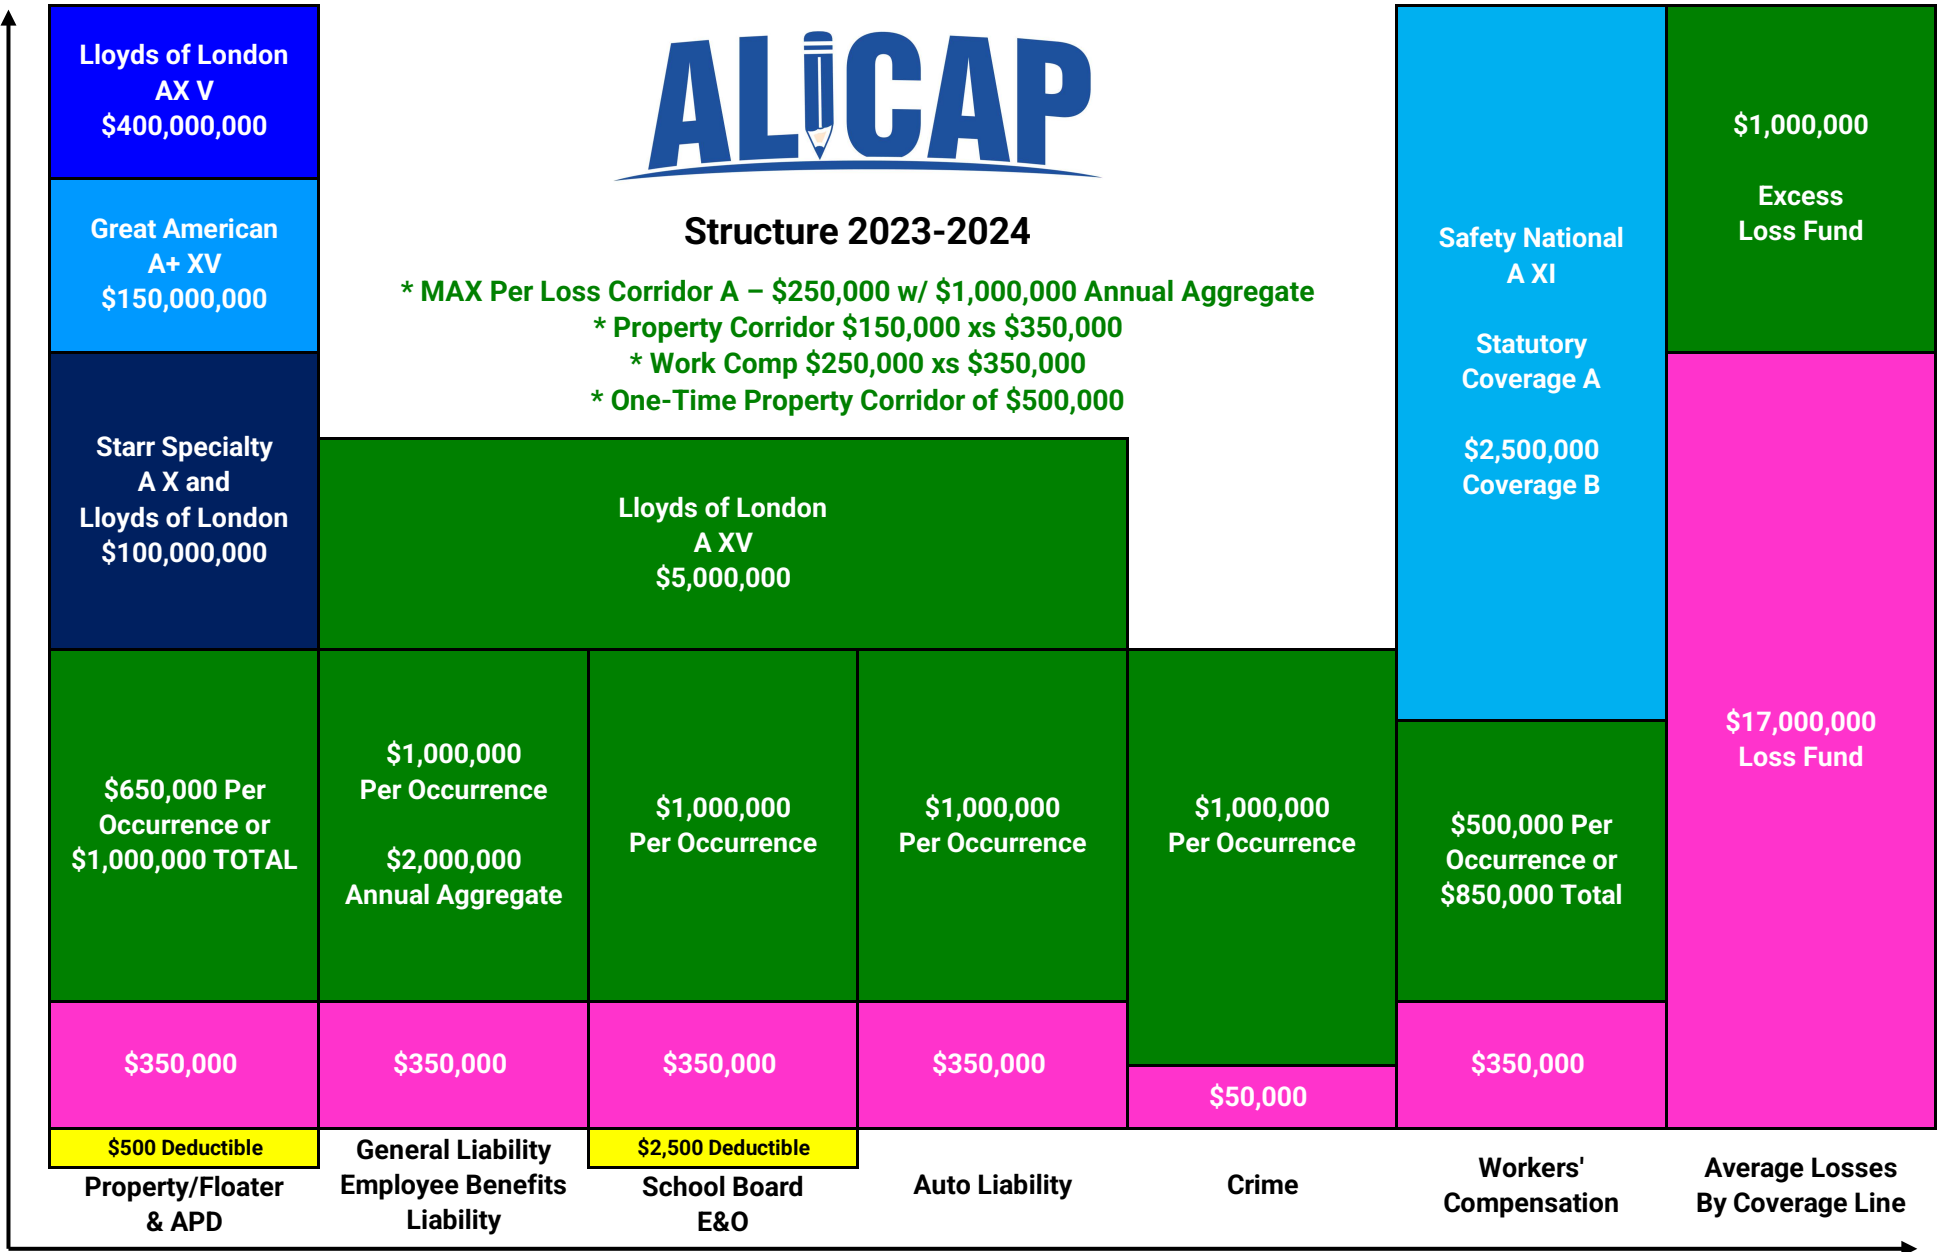 Lloyds of London
AX V
$400,000,000
Great American
A+ XV
$150,000,000
Starr Specialty
A X and
Lloyds of London
$100,000,000
$650,000 Per
Occurrence or
$1,000,000 TOTAL
$350,000
$500 Deductible
Property/Floater
& APD
ALICAP
Structure 2023-2024
* MAX Per Loss Corridor A – $250,000 w/ $1,000,000 Annual Aggregate
* Property Corridor $150,000 xs $350,000
* Work Comp $250,000 xs $350,000
* One-Time Property Corridor of $500,000
Lloyds of London
A XV
$5,000,000
$1,000,000
Per Occurrence
$2,000,000
Annual Aggregate
$350,000
General Liability
Employee Benefits
Liability
$1,000,000
Per Occurrence
$350,000
$2,500 Deductible
School Board
E&O
$1,000,000
Per Occurrence
$350,000
Auto Liability
$1,000,000
Per Occurrence
$50,000
Crime
Safety National
A XI
Statutory
Coverage A
$2,500,000
Coverage B
$500,000 Per
Occurrence or
$850,000 Total
$350,000
Workers'
Compensation
$1,000,000
Excess
Loss Fund
$17,000,000
Loss Fund
Average Losses
By Coverage Line